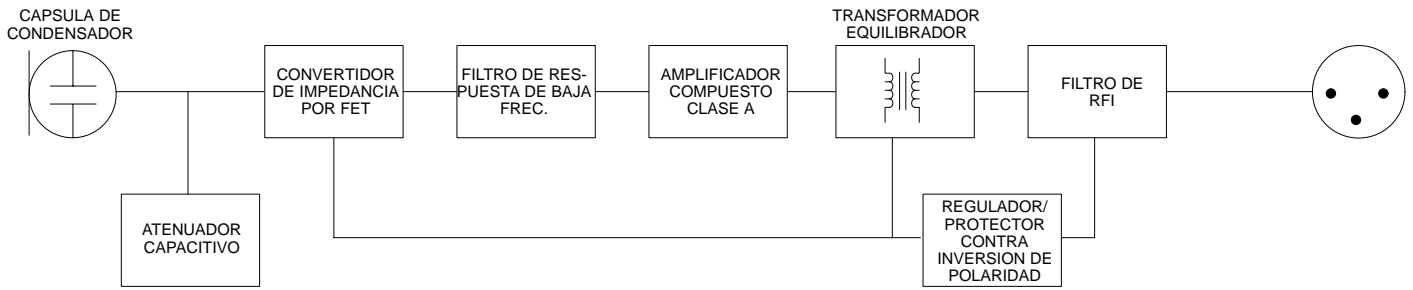 CAPSULA DE
CONDENSADOR
CONVERTIDOR
DE IMPEDANCIA
POR FET
FILTRO DE RES-
PUESTA DE BAJA
FREC.
AMPLIFICADOR
COMPUESTO
CLASE A
TRANSFORMADOR
EQUILIBRADOR
FILTRO DE
RFI
ATENUADOR
CAPACITIVO
REGULADOR/
PROTECTOR
CONTRA
INVERSION DE
POLARIDAD